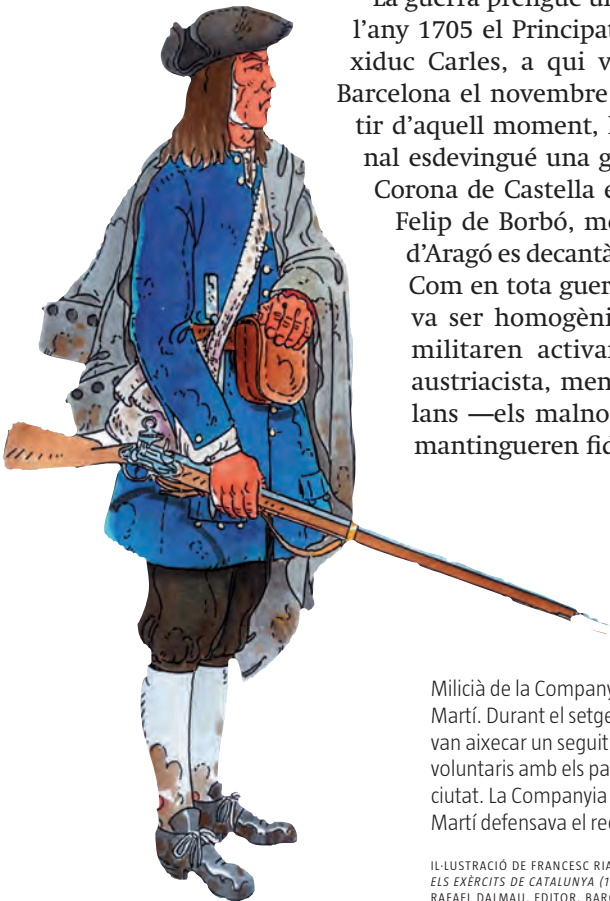 La guerra prengué un
l’any 1705 el Principat
xiduc Carles, a qui v
Barcelona el novembre
tir d’aquell moment,
nal esdevingué una g
Corona de Castella e
Felip de Borbó, me
d’Aragó es decantà
Com en tota guer
va ser homogèni
militaren activa
austriacista, men
lans —els malno
mantingueren fid
Milicià de la Company
Martí. Durant el setge
van aixecar un seguit
voluntaris amb els pa
ciutat. La Companyia
Martí defensava el re
IL·LUSTRACIÓ DE FRANCESC RIA
ELS EXÈRCITS DE CATALUNYA (1
RAFAEL DALMAU, EDITOR, BARC